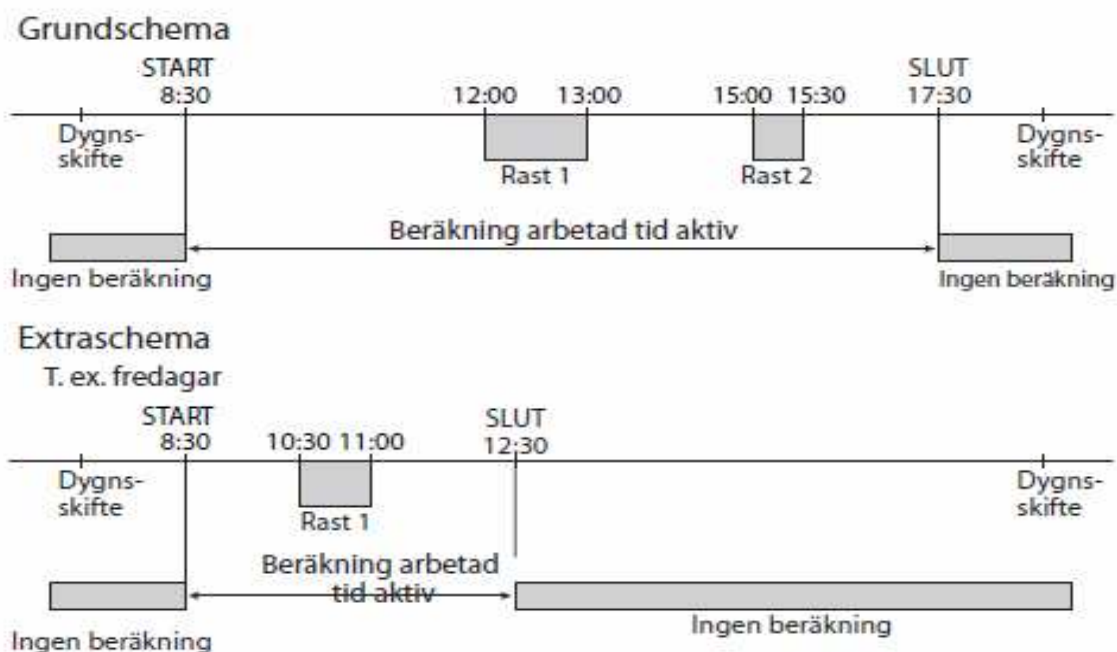 Grundschema
START SLUT
8:30 12:00 13:00 15:00 15:30 17:30
Dygns- Dygns-
skifte skifte
Rast 1 Rast 2
Beräkning arbetad tid aktiv
Ingen beräkning Ingen beräkning
Extraschema
T. ex. fredagar
START SLUT
8:30 10:30 11:00 12:30
Dygns- Dygns-
skifte skifte
Rast 1
Beräkning arbetad
tid aktiv
Ingen beräkning
Ingen beräkning